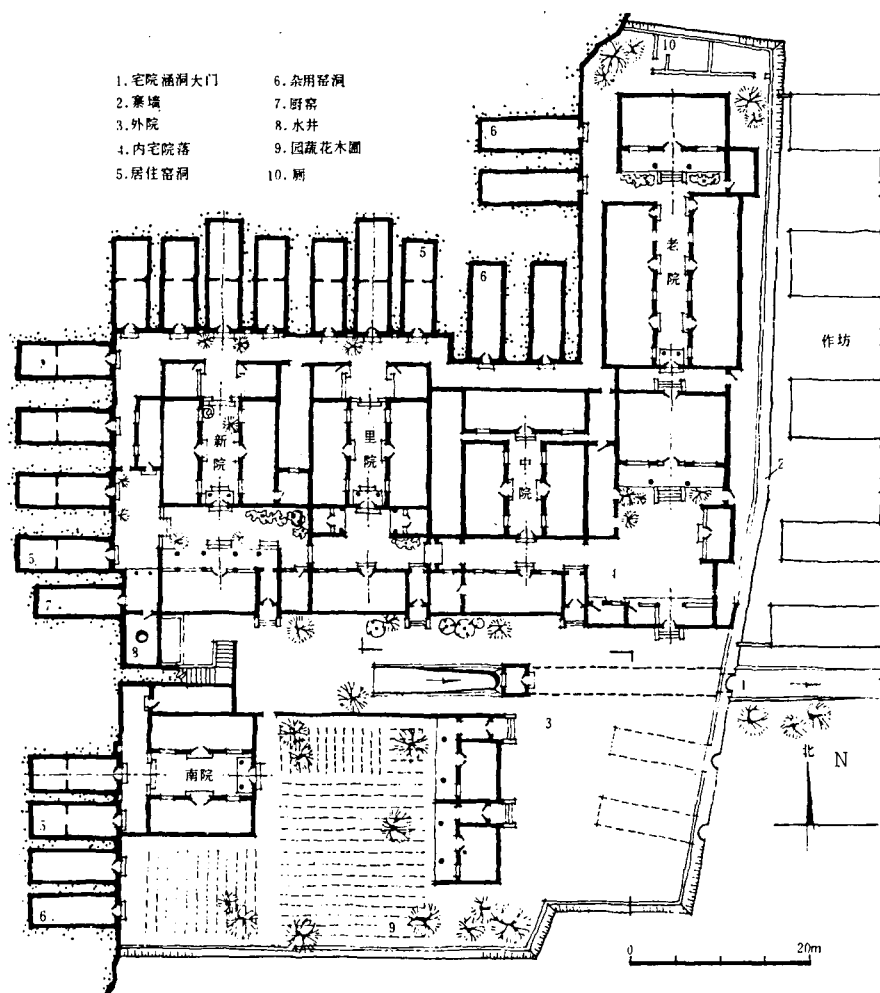 1.宅院涵洞大门
2.寨墙
3.外院
4.内宅院落
5.居住窑洞
6.杂用窑洞
7.厨窑
8.水井
9.园蔬花木圃
10.厕
10
6
老院
5
6
作坊
9
新院
里院
中院
2
5
4
7
8
1
3
北 N
南院
5
6
9
0 20m